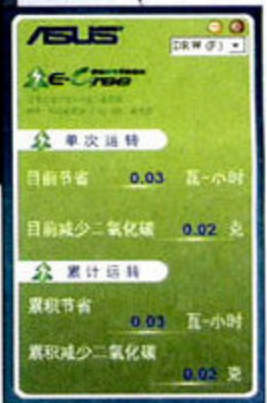 ASUS
DRW (F)
E-Green
单次运转
目前节省 0.03 瓦-小时
目前减少二氧化碳 0.02 克
累计运转
累积节省 0.03 瓦-小时
累积减少二氧化碳
0.02 克